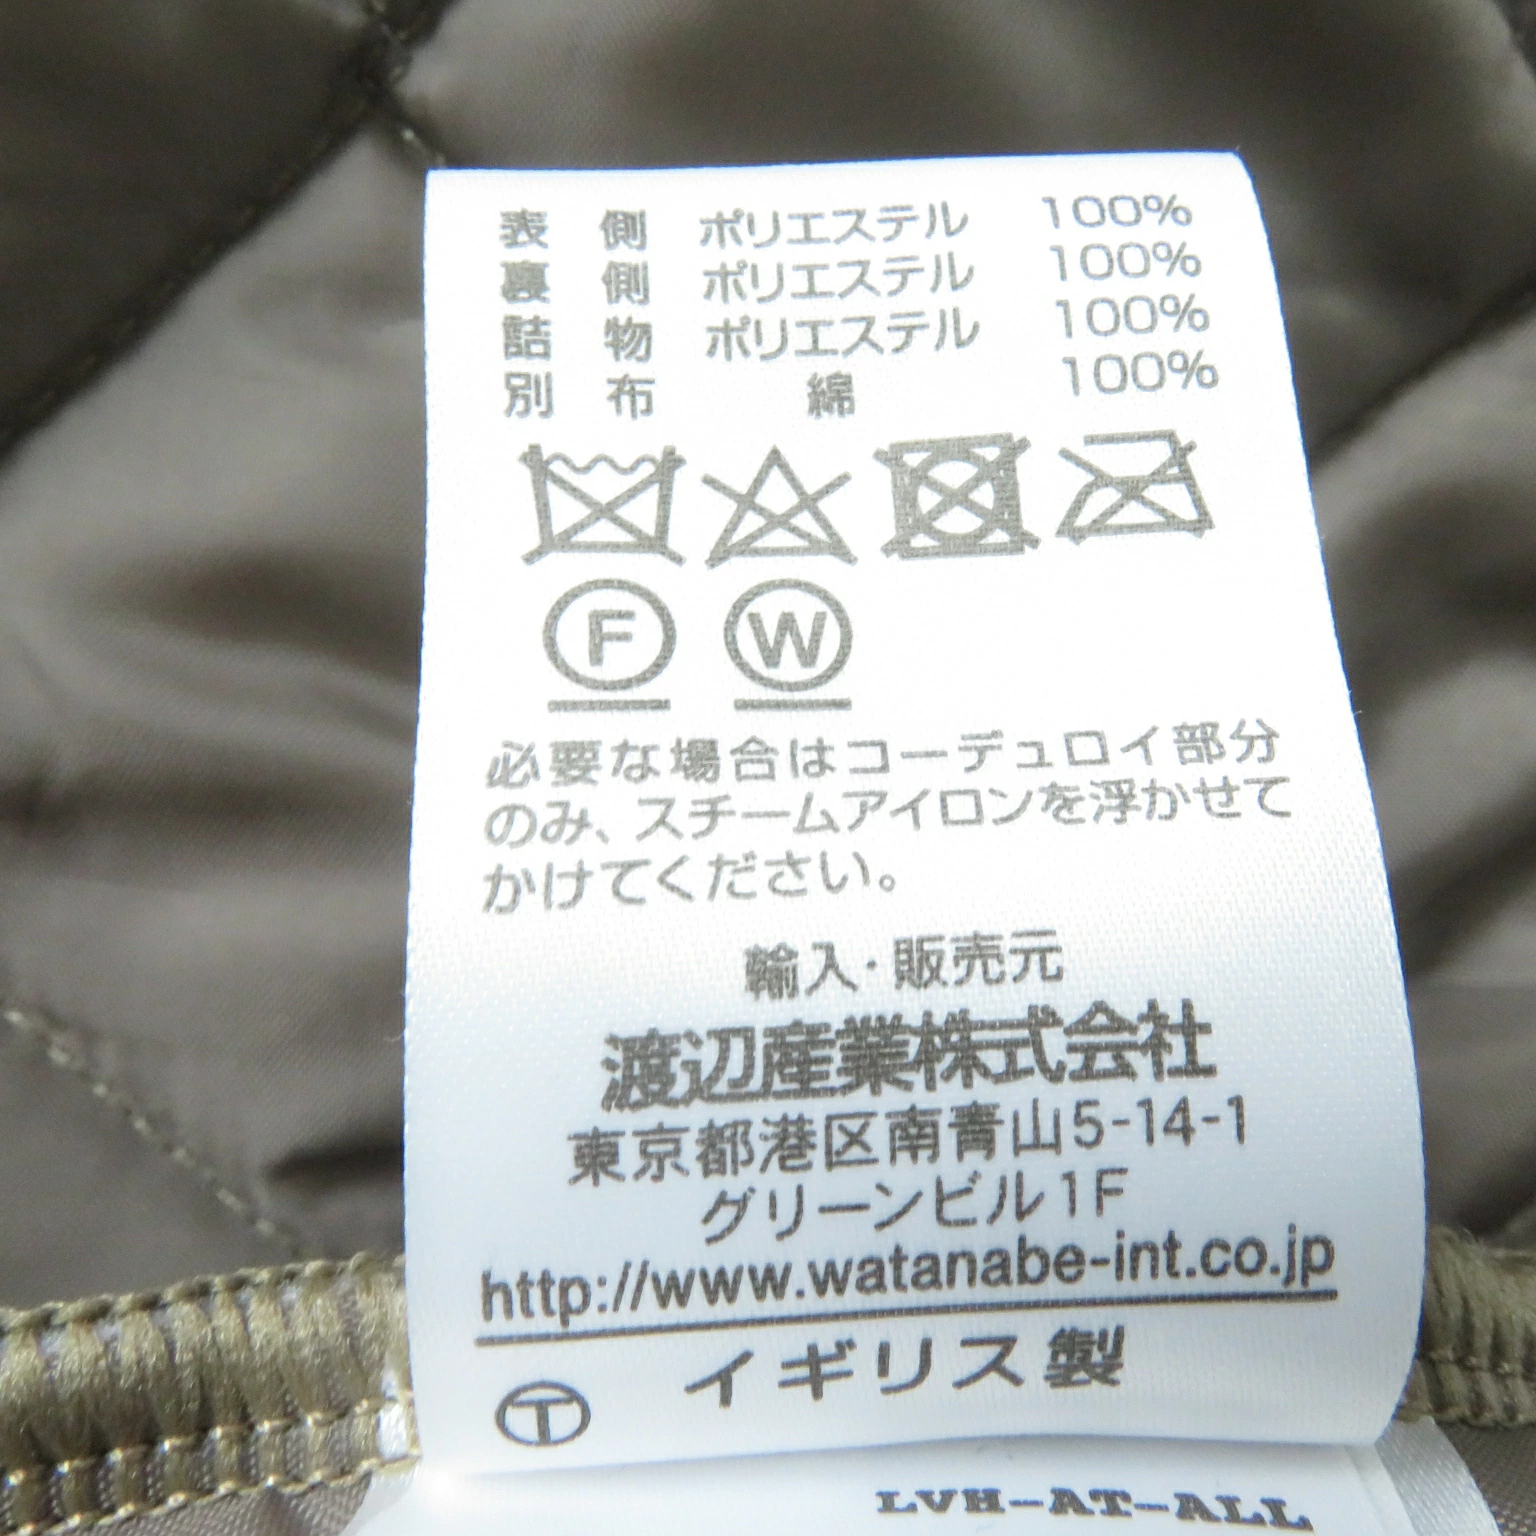 表側 ポリエステル 100%
裏側 ポリエステル 100%
詰物 ポリエステル 100%
別布 綿 100%
F W
必要な場合はコーデュロイ部分
のみ、スチームアイロンを浮かせて
かけてください。
輸入・販売元
渡辺産業株式会社
東京都港区南青山5-14-1
グリーンビル1F
http://www.watanabe-int.co.jp
イギリス製
T
LVH-AT-ALL